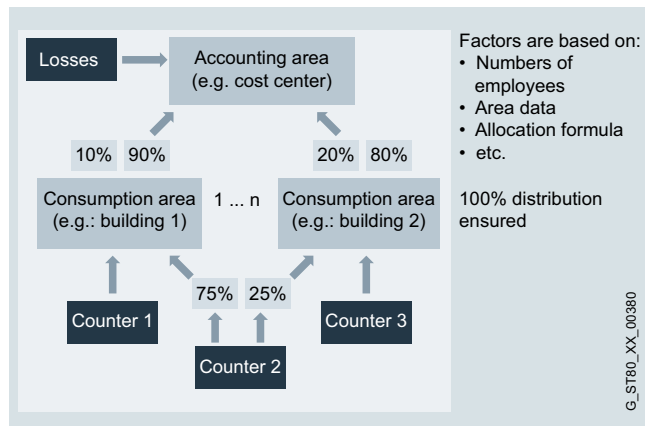 Losses
Accounting area
(e.g. cost center)
10% 90%
20% 80%
Consumption area
(e.g.: building 1)
1 ... n
Consumption area
(e.g.: building 2)
75% 25%
Counter 1
Counter 2
Counter 3
Factors are based on:
• Numbers of
employees
• Area data
• Allocation formula
• etc.
100% distribution
ensured
G_ST80_XX_00380